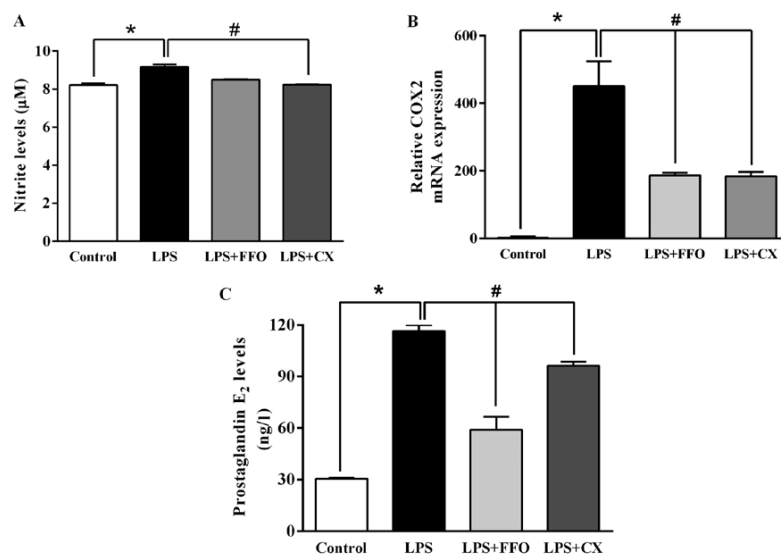 A
* #
Nitrite levels (μM)
12
10
8
6
4
2
0
Control LPS LPS+FFO LPS+CX
B
* #
Relative COX2
mRNA expression
600
400
200
0
Control LPS LPS+FFO LPS+CX
C
* #
Prostaglandin E₂ levels
(ng/l)
120
90
60
30
0
Control LPS LPS+FFO LPS+CX